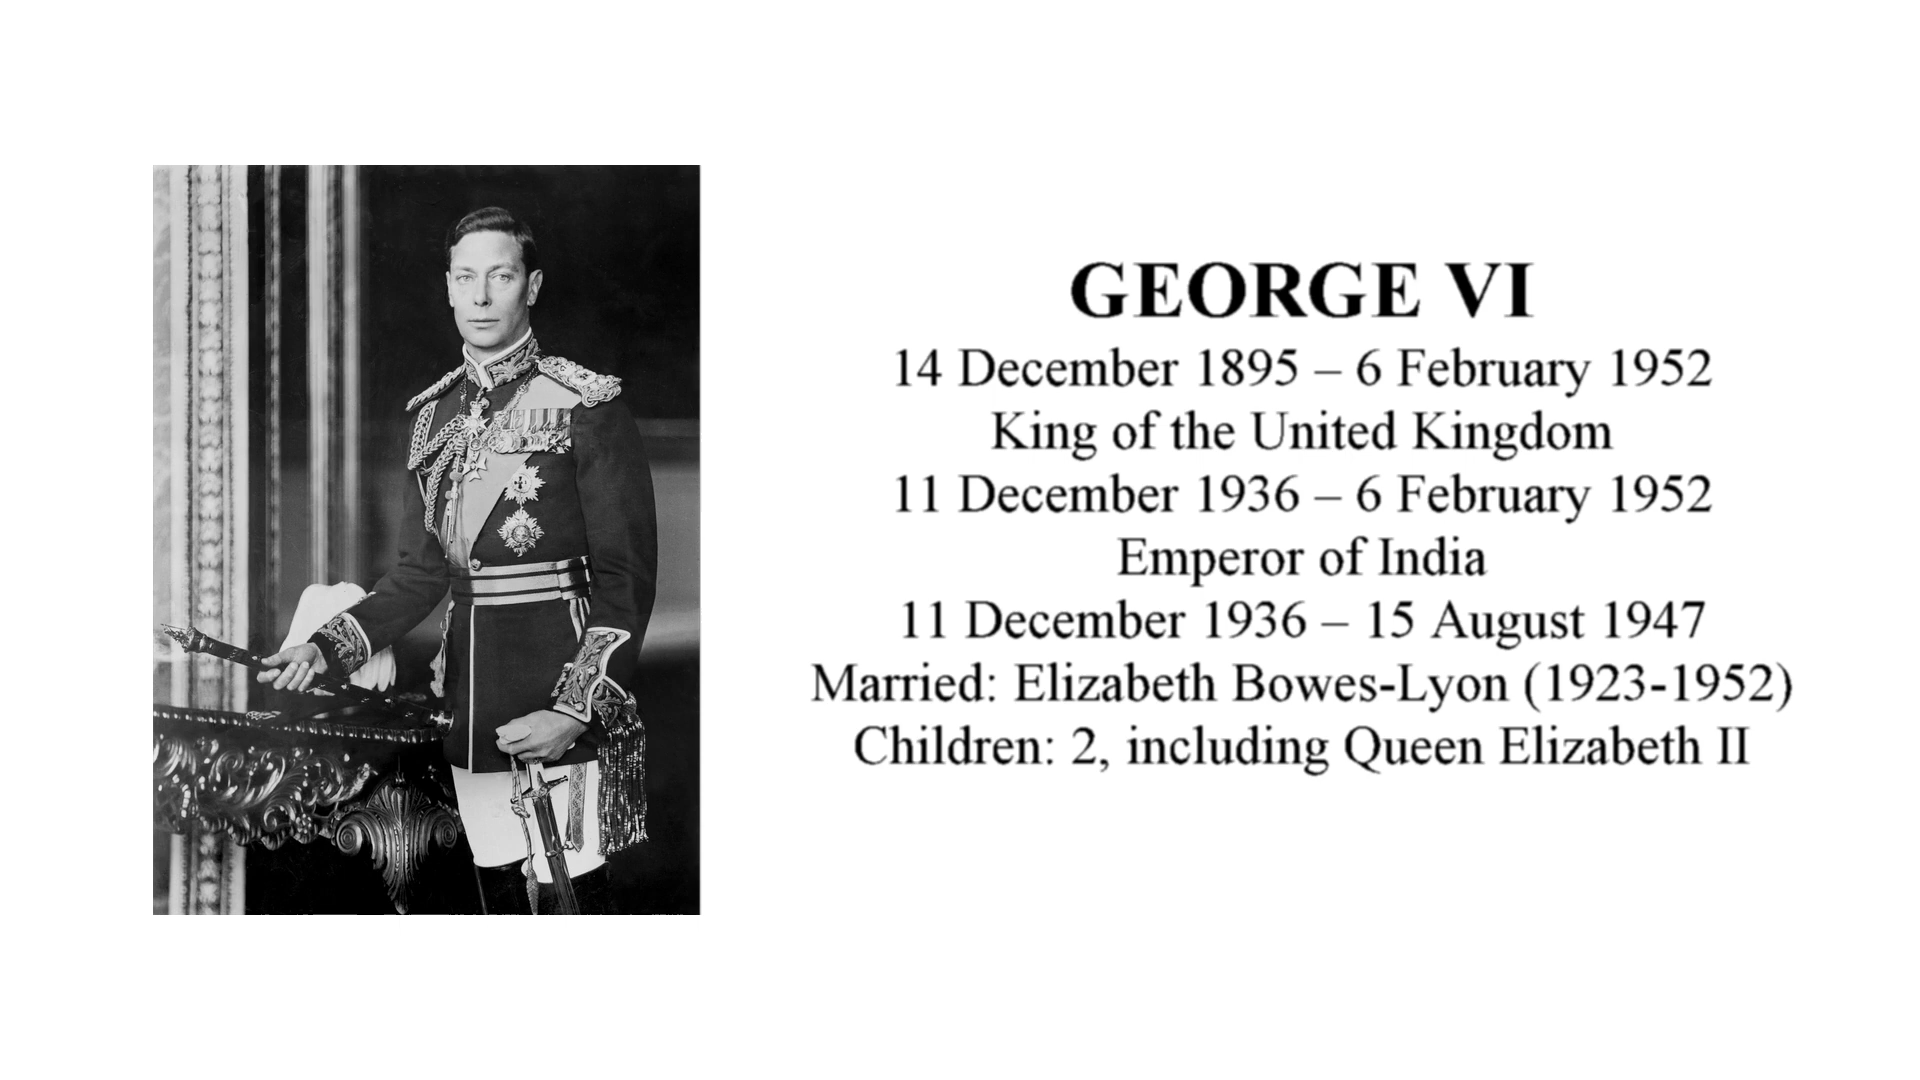 GEORGE VI
14 December 1895 – 6 February 1952
King of the United Kingdom
11 December 1936 – 6 February 1952
Emperor of India
11 December 1936 – 15 August 1947
Married: Elizabeth Bowes-Lyon (1923-1952)
Children: 2, including Queen Elizabeth II